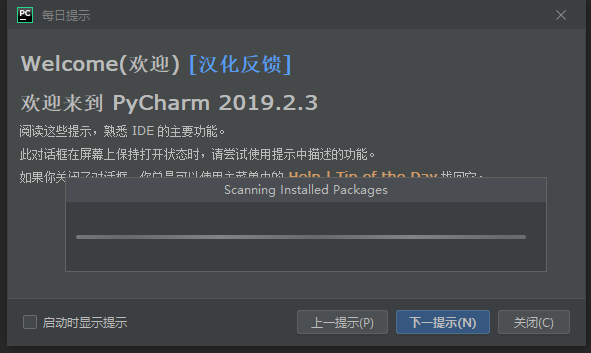 PC
每日提示
Welcome(欢迎) [汉化反馈]
欢迎来到 PyCharm 2019.2.3
阅读这些提示，熟悉 IDE 的主要功能。
此对话框在屏幕上保持打开状态时，请尝试使用提示中描述的功能。
如果你关闭了对话框，你总是可以使用主菜单中的 Help | Tip of the Day 找回它。
Scanning Installed Packages
启动时显示提示
上一提示(P)
下一提示(N)
关闭(C)